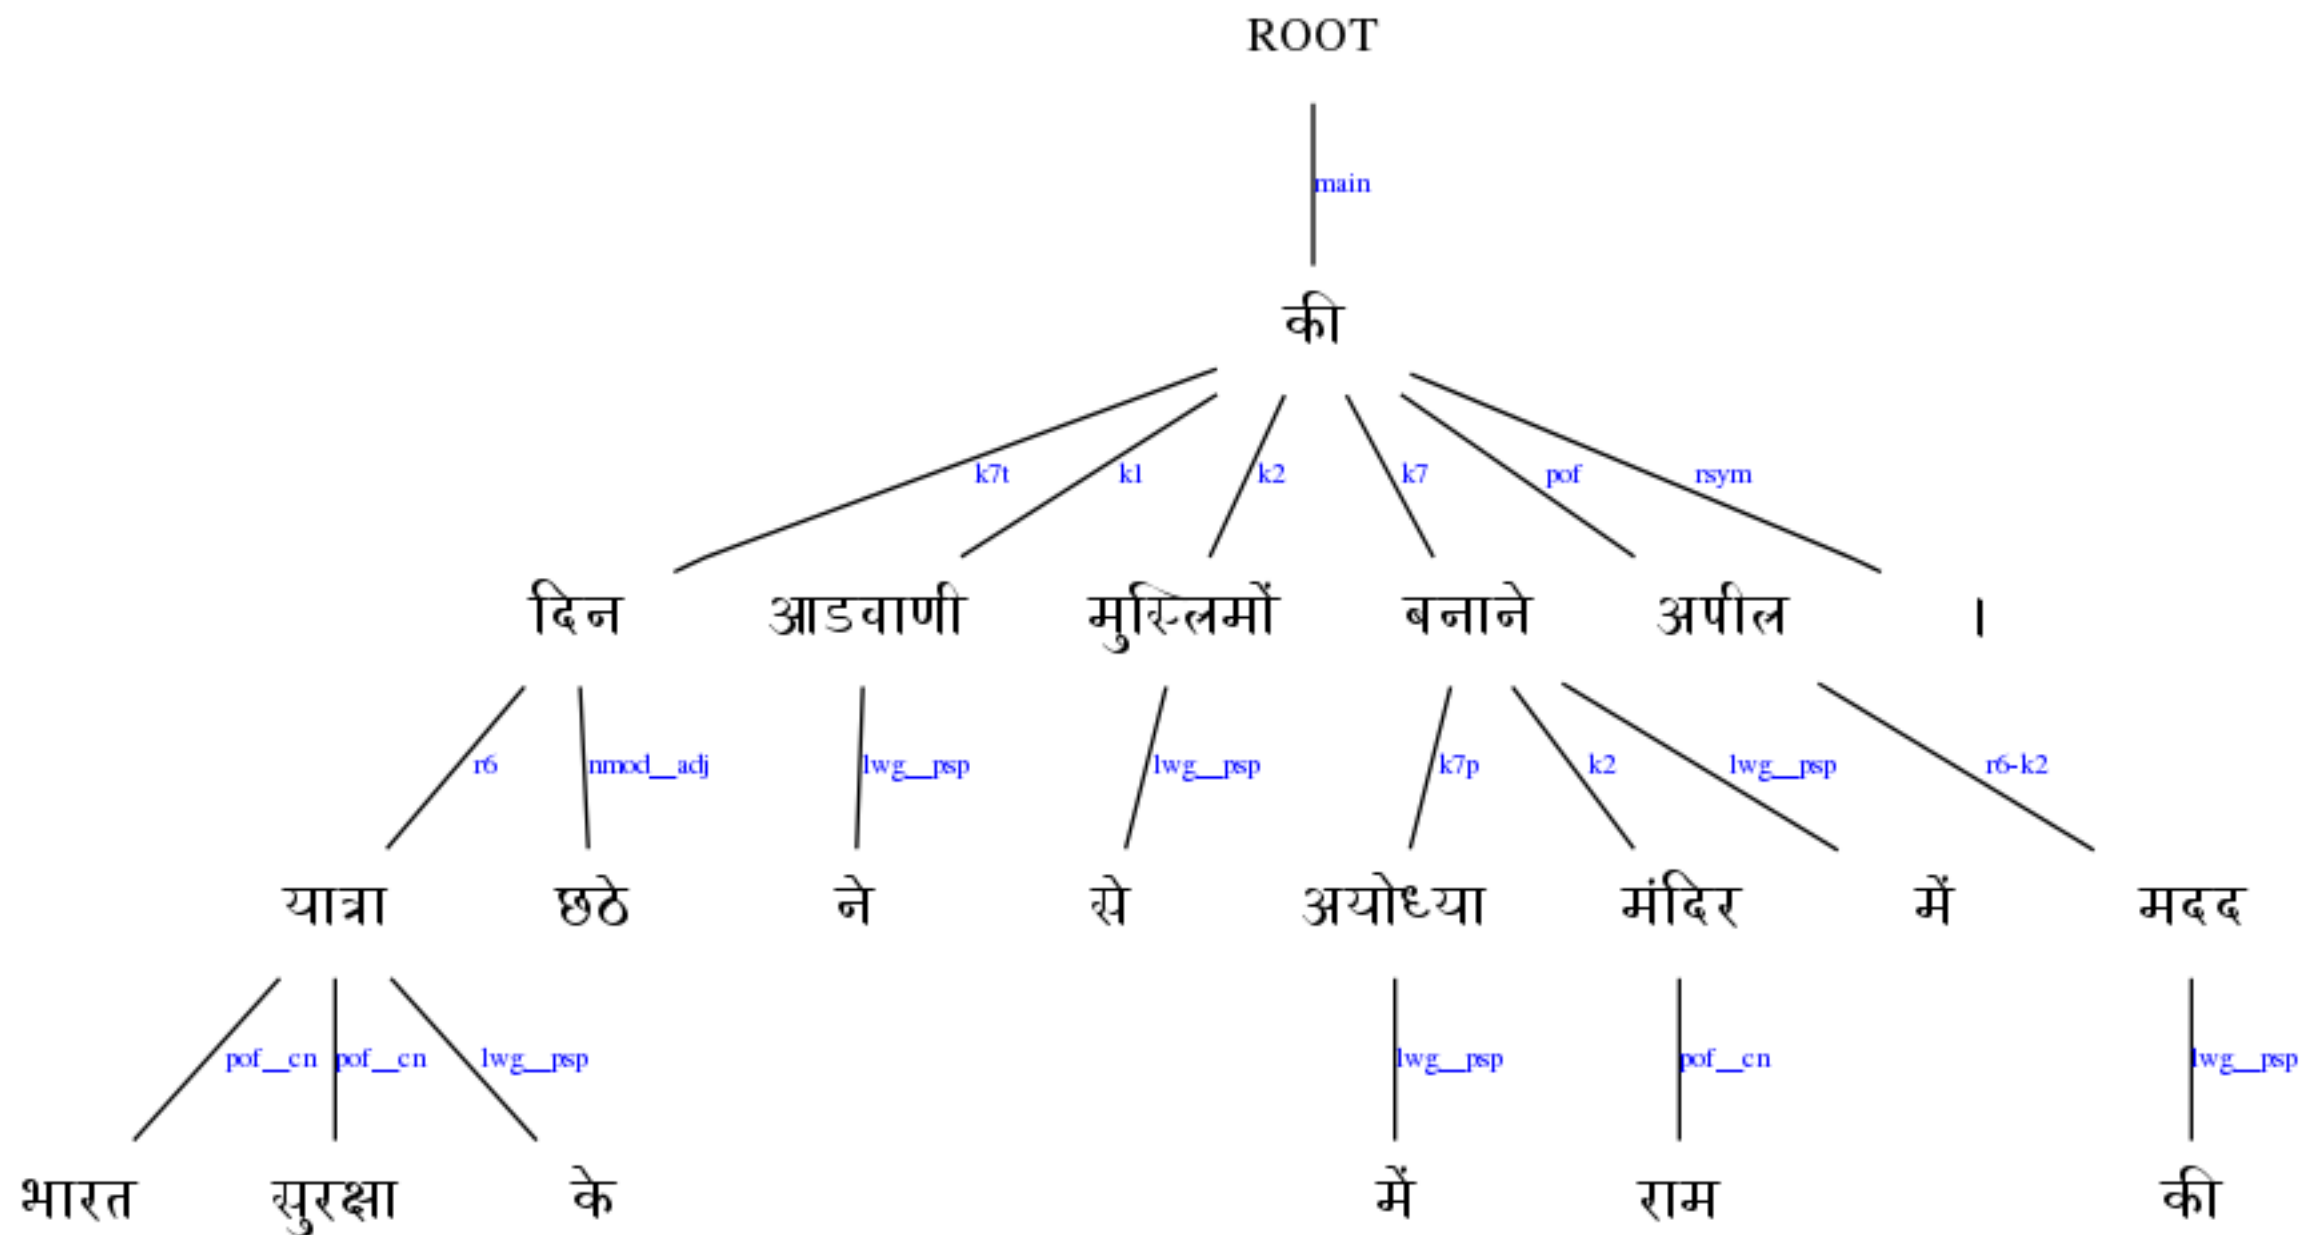 ROOT
main
की
k7t k1 k2 k7 pof rsym
दिन आडवाणी मुस्लिमों बनाने अपील ।
r6 nmod__adj lwg__psp lwg__psp k7p k2 lwg__psp r6-k2
यात्रा छठे ने से अयोध्या मंदिर में मदद
pof__cn pof__cn lwg__psp lwg__psp pof__cn lwg__psp
भारत सुरक्षा के में राम की